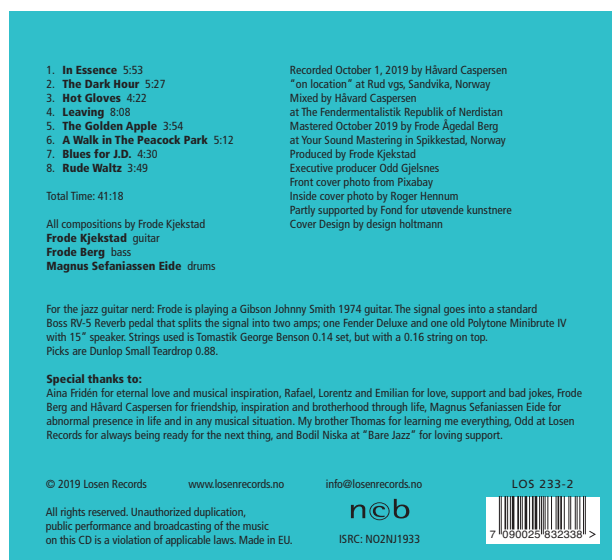 1. In Essence 5:53
2. The Dark Hour 5:27
3. Hot Gloves 4:22
4. Leaving 8:08
5. The Golden Apple 3:54
6. A Walk in The Peacock Park 5:12
7. Blues for J.D. 4:30
8. Rude Waltz 3:49
Total Time: 41:18
All compositions by Frode Kjekstad
Frode Kjekstad guitar
Frode Berg bass
Magnus Sefaniassen Eide drums
Recorded October 1, 2019 by Håvard Caspersen
“on location” at Rud vgs, Sandvika, Norway
Mixed by Håvard Caspersen
at The Fendermentalistik Republik of Nerdistan
Mastered October 2019 by Frode Ågedal Berg
at Your Sound Mastering in Spikkestad, Norway
Produced by Frode Kjekstad
Executive producer Odd Gjelsnes
Front cover photo from Pixabay
Inside cover photo by Roger Hennum
Partly supported by Fond for utøvende kunstnere
Cover Design by design holtmann
For the jazz guitar nerd: Frode is playing a Gibson Johnny Smith 1974 guitar. The signal goes into a standard
Boss RV-5 Reverb pedal that splits the signal into two amps; one Fender Deluxe and one old Polytone Minibrute IV
with 15” speaker. Strings used is Tomastik George Benson 0.14 set, but with a 0.16 string on top.
Picks are Dunlop Small Teardrop 0.88.
Special thanks to:
Aina Fridén for eternal love and musical inspiration, Rafael, Lorentz and Emilian for love, support and bad jokes, Frode
Berg and Håvard Caspersen for friendship, inspiration and brotherhood through life, Magnus Sefaniassen Eide for
abnormal presence in life and in any musical situation. My brother Thomas for learning me everything, Odd at Losen
Records for always being ready for the next thing, and Bodil Niska at “Bare Jazz” for loving support.
© 2019 Losen Records www.losenrecords.no info@losenrecords.no LOS 233-2
All rights reserved. Unauthorized duplication,
public performance and broadcasting of the music
on this CD is a violation of applicable laws. Made in EU.
n©b
ISRC: NO2NJ1933
7 090025 832338 >